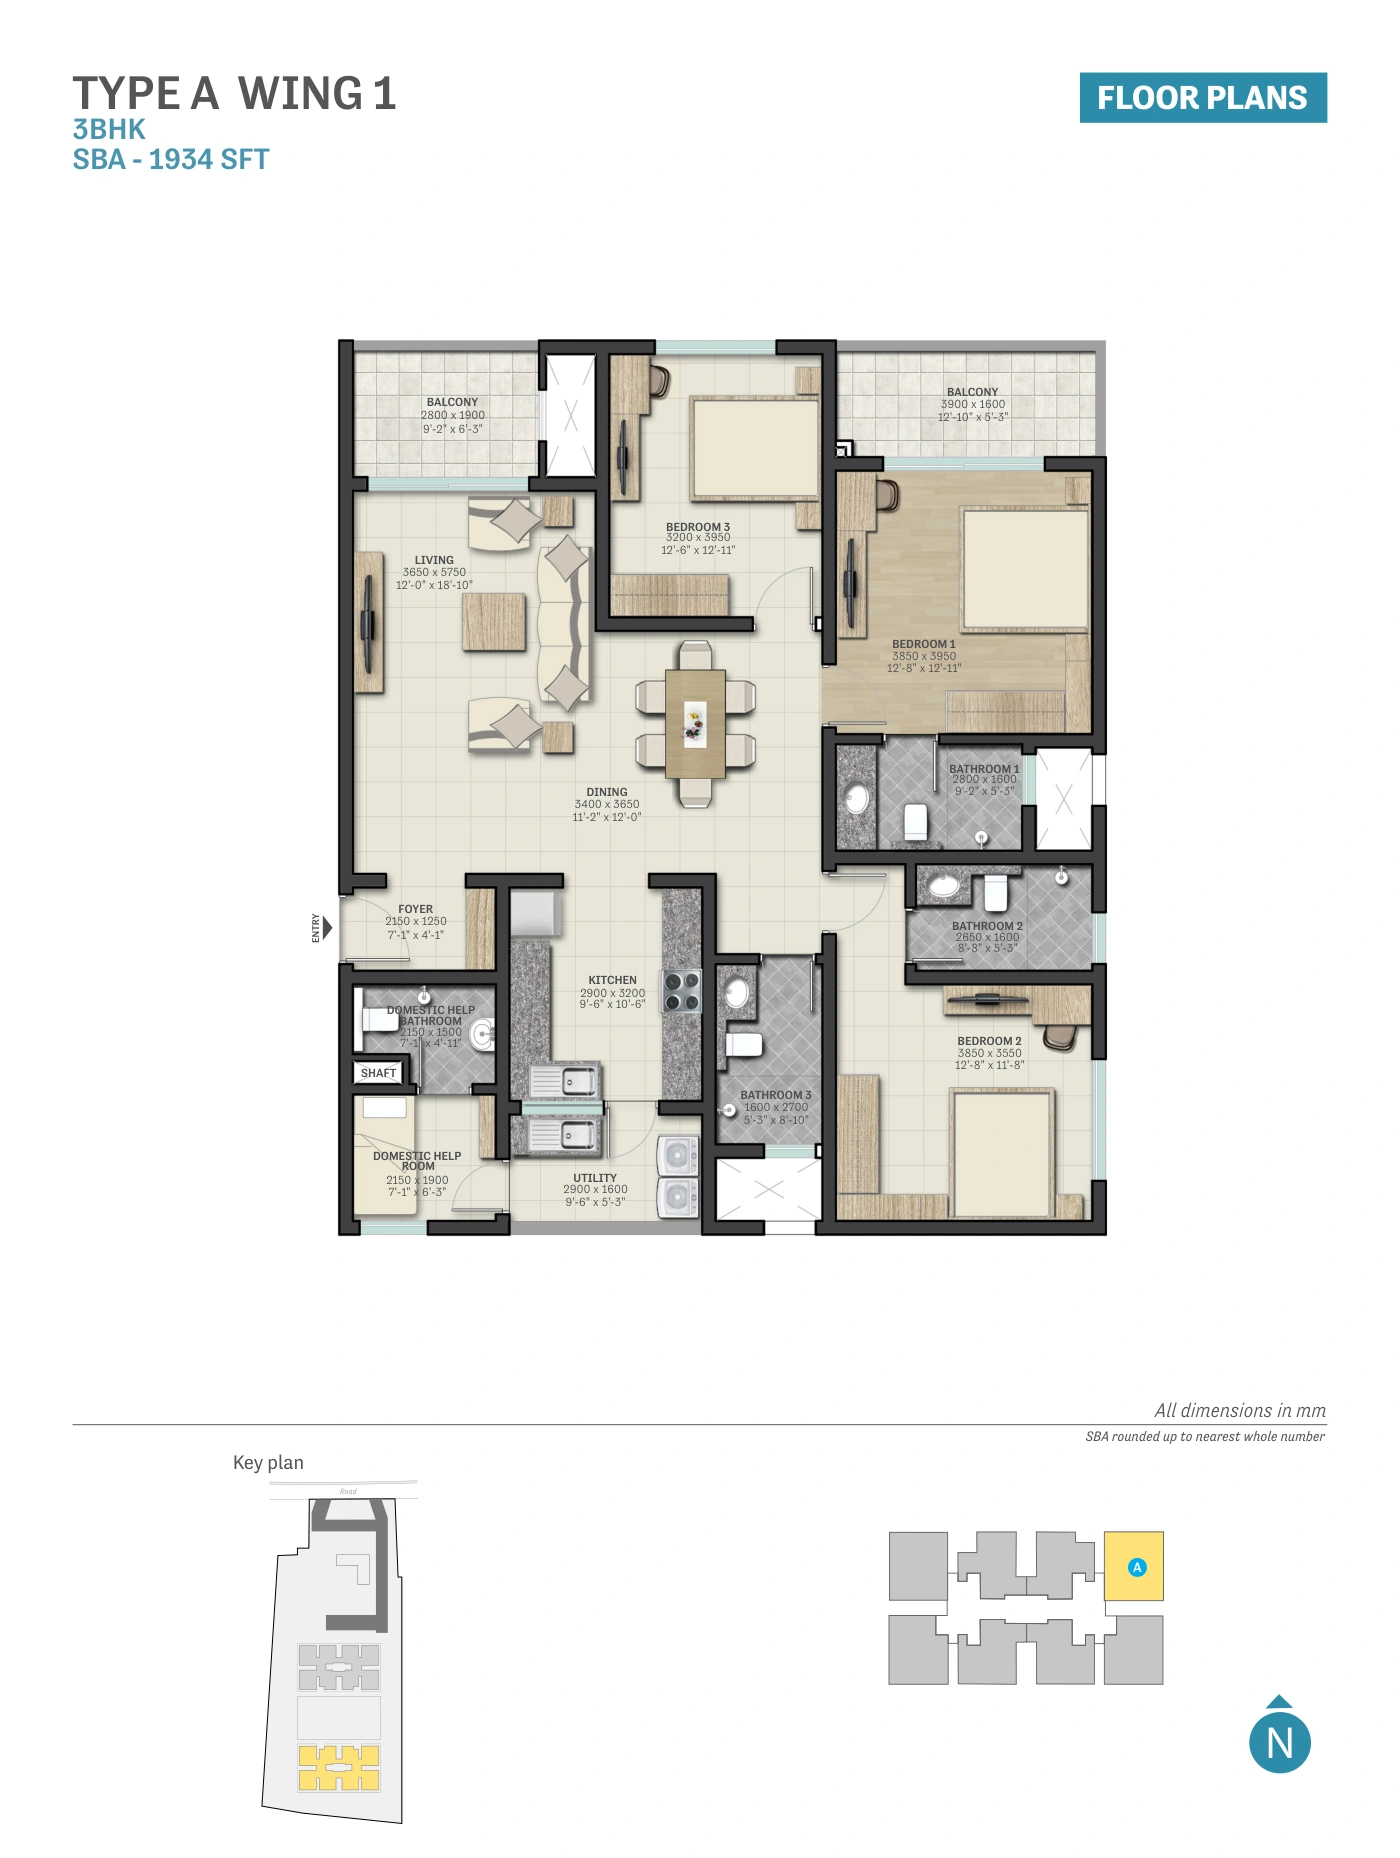 TYPE A WING 1
3BHK
SBA - 1934 SFT
FLOOR PLANS
BALCONY
2800 x 1900
9'-2" x 6'-3"
BALCONY
3900 x 1600
12'-10" x 5'-3"
BEDROOM 3
3200 x 3950
12'-6" x 12'-11"
LIVING
3650 x 5750
12'-0" x 18'-10"
BEDROOM 1
3850 x 3950
12'-8" x 12'-11"
BATHROOM 1
2800 x 1600
9'-2" x 5'-3"
DINING
3400 x 3650
11'-2" x 12'-0"
ENTRY
FOYER
2150 x 1250
7'-1" x 4'-1"
BATHROOM 2
2650 x 1600
8'-8" x 5'-3"
KITCHEN
2900 x 3200
9'-6" x 10'-6"
DOMESTIC HELP
BATHROOM
2150 x 1500
7'-1" x 4'-11"
SHAFT
BEDROOM 2
3850 x 3550
12'-8" x 11'-8"
BATHROOM 3
1600 x 2700
5'-3" x 8'-10"
DOMESTIC HELP
ROOM
2150 x 1900
7'-1" x 6'-3"
UTILITY
2900 x 1600
9'-6" x 5'-3"
All dimensions in mm
SBA rounded up to nearest whole number
Key plan
Road
A
N